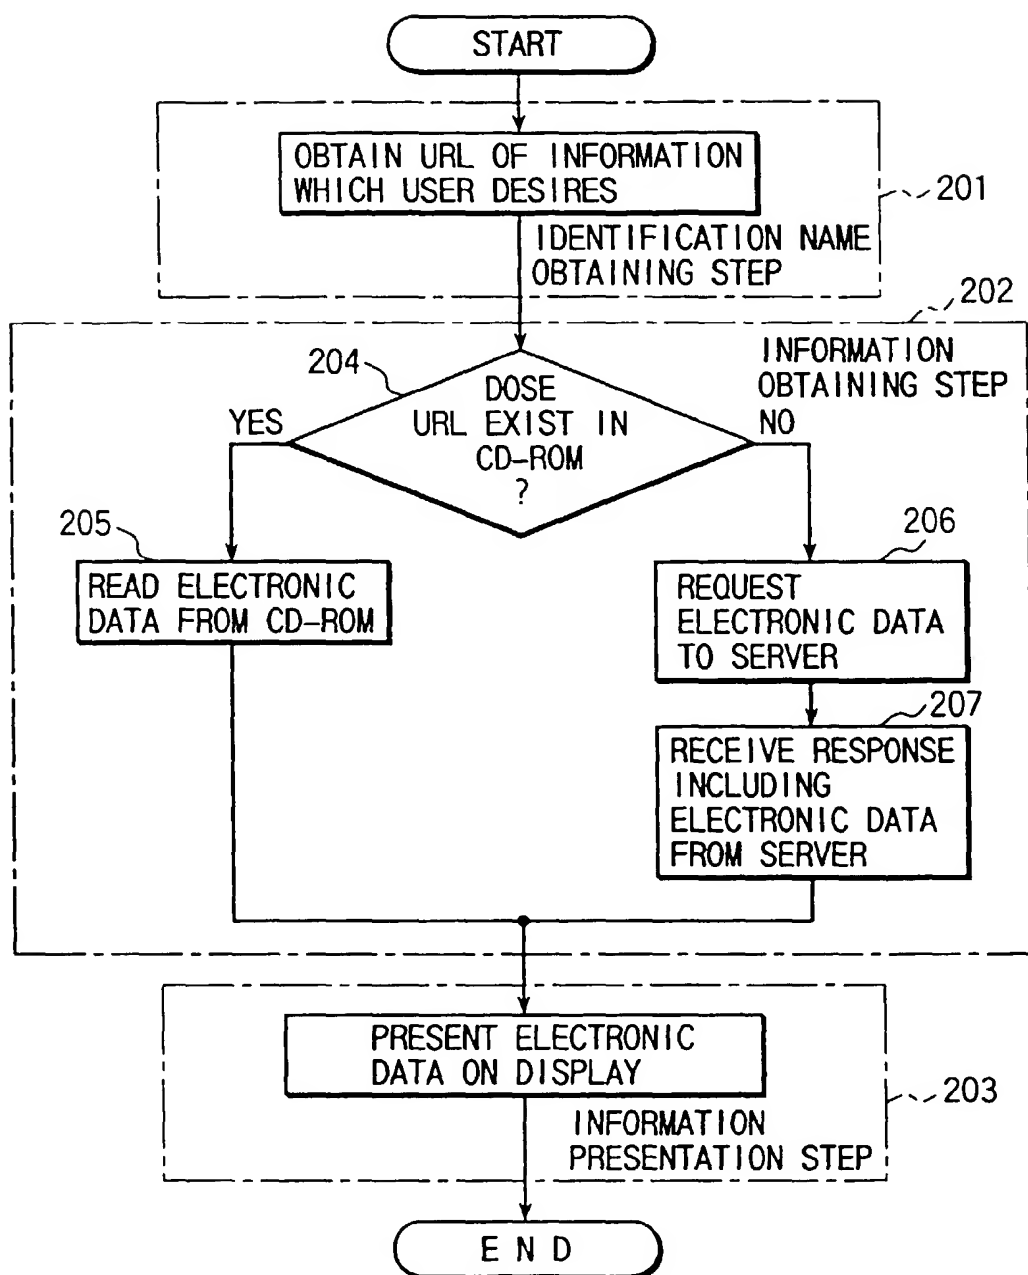 START
OBTAIN URL OF INFORMATION
WHICH USER DESIRES
201
IDENTIFICATION NAME
OBTAINING STEP
202
INFORMATION
OBTAINING STEP
204
DOSE
URL EXIST IN
CD-ROM
?
YES
NO
205
READ ELECTRONIC
DATA FROM CD-ROM
206
REQUEST
ELECTRONIC DATA
TO SERVER
207
RECEIVE RESPONSE
INCLUDING
ELECTRONIC DATA
FROM SERVER
PRESENT ELECTRONIC
DATA ON DISPLAY
203
INFORMATION
PRESENTATION STEP
E N D